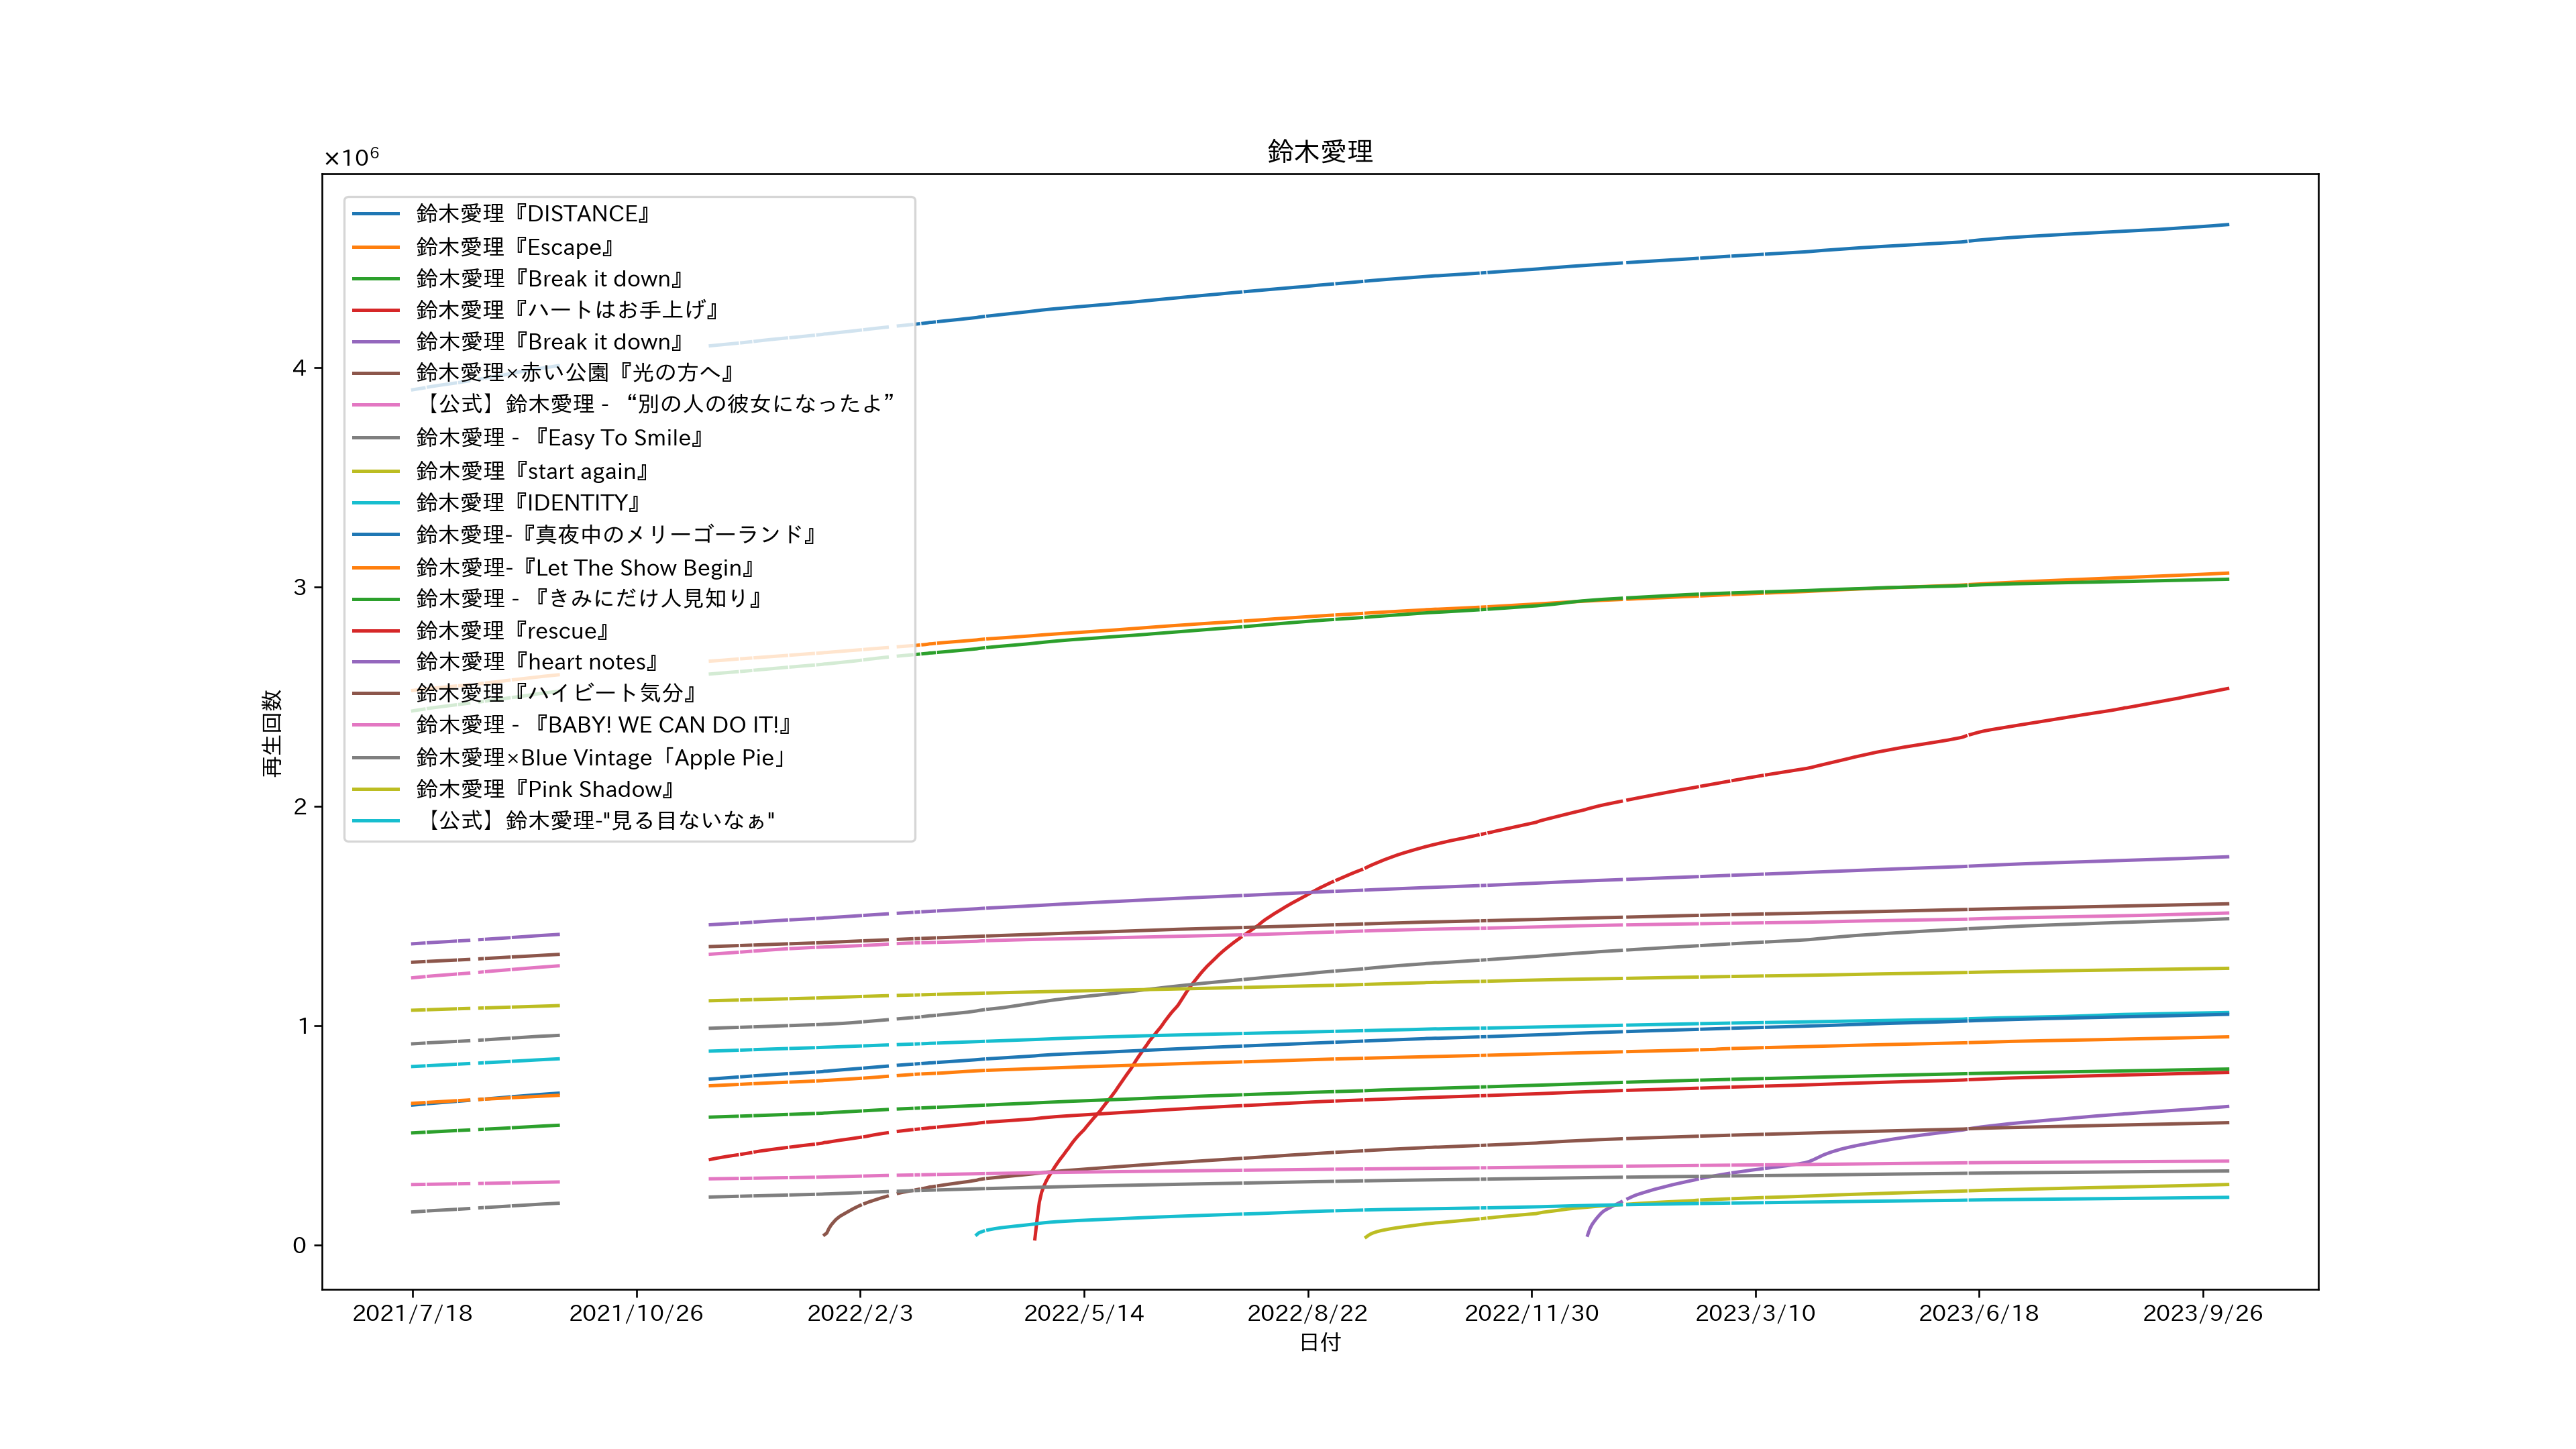 鈴木愛理
×10⁶
鈴木愛理『DISTANCE』
鈴木愛理『Escape』
鈴木愛理『Break it down』
鈴木愛理『ハートはお手上げ』
鈴木愛理『Break it down』
鈴木愛理×赤い公園『光の方へ』
【公式】鈴木愛理 - “別の人の彼女になったよ”
鈴木愛理 - 『Easy To Smile』
鈴木愛理『start again』
鈴木愛理『IDENTITY』
鈴木愛理-『真夜中のメリーゴーランド』
鈴木愛理-『Let The Show Begin』
鈴木愛理 - 『きみにだけ人見知り』
鈴木愛理『rescue』
鈴木愛理『heart notes』
鈴木愛理『ハイビート気分』
鈴木愛理 - 『BABY! WE CAN DO IT!』
鈴木愛理×Blue Vintage「Apple Pie」
鈴木愛理『Pink Shadow』
【公式】鈴木愛理-"見る目ないなぁ"
4
3
2
1
0
再生回数
2021/7/18
2021/10/26
2022/2/3
2022/5/14
2022/8/22
2022/11/30
2023/3/10
2023/6/18
2023/9/26
日付